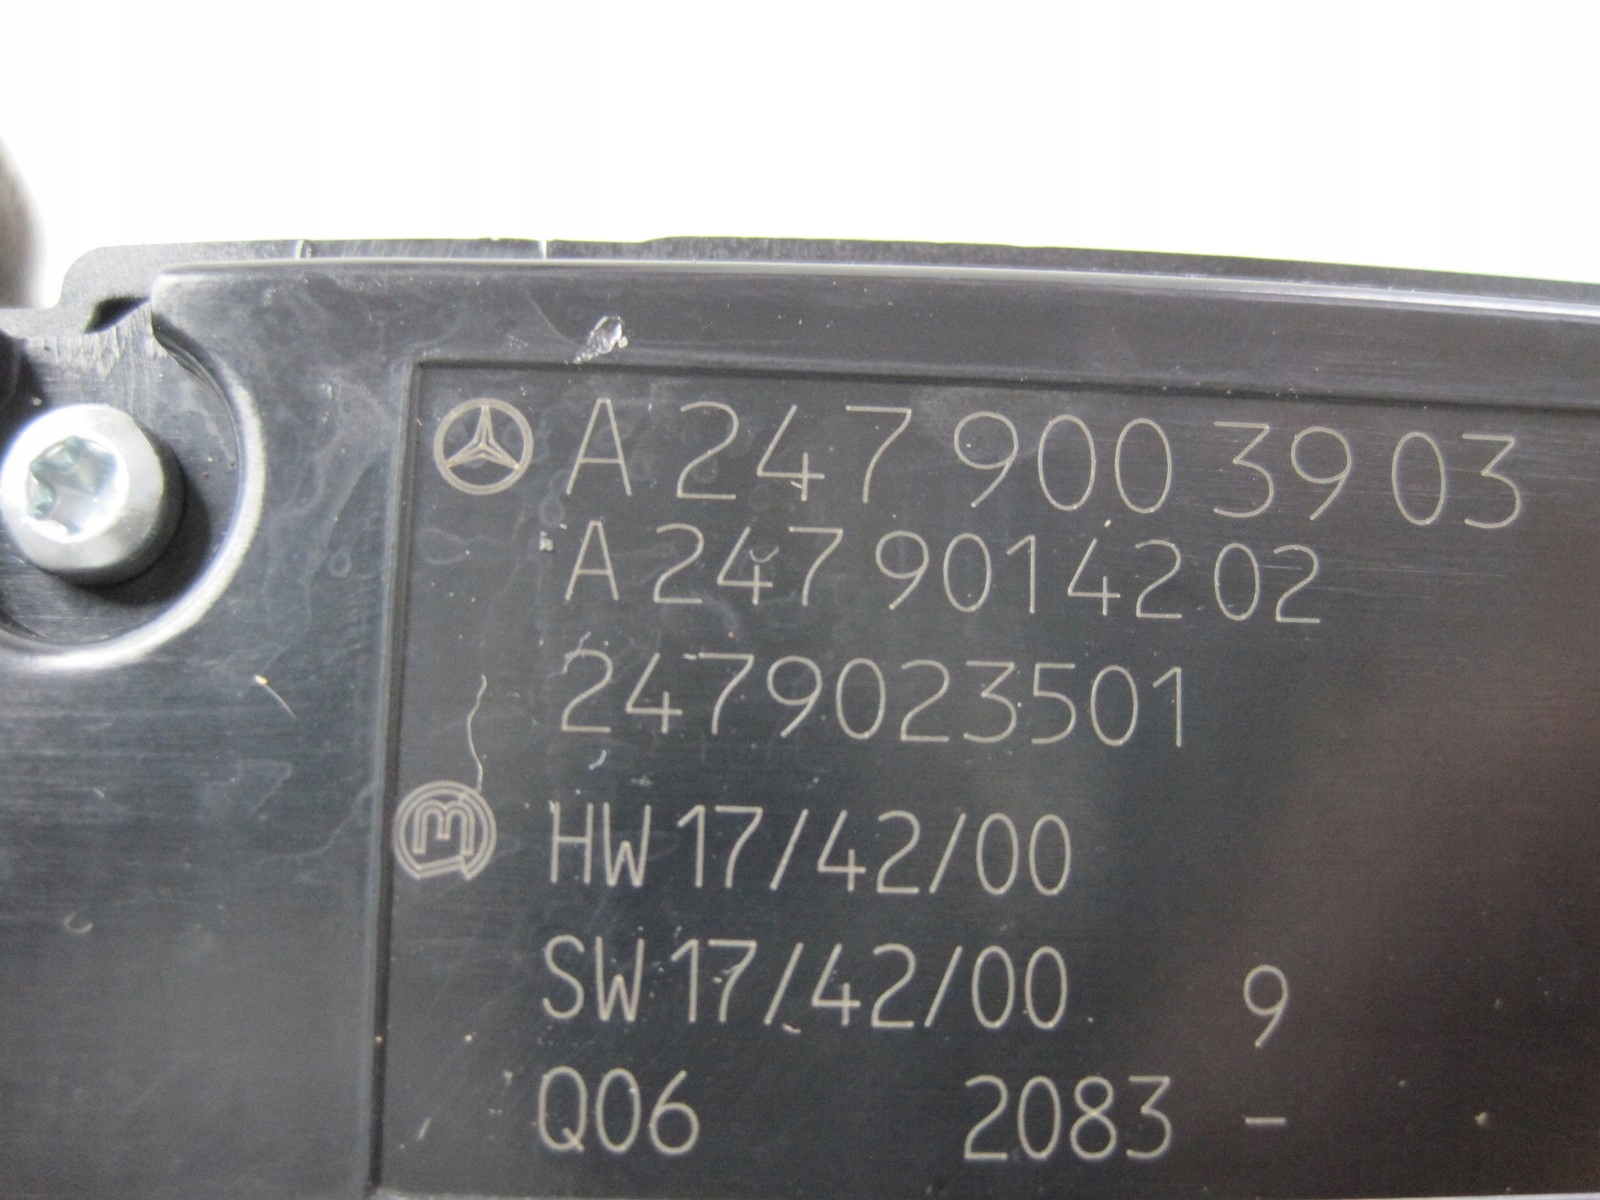 A 247 900 39 03
A 247 901 42 02
2479023501
HW 17/42/00
SW 17/42/00 9
Q06 2083 -